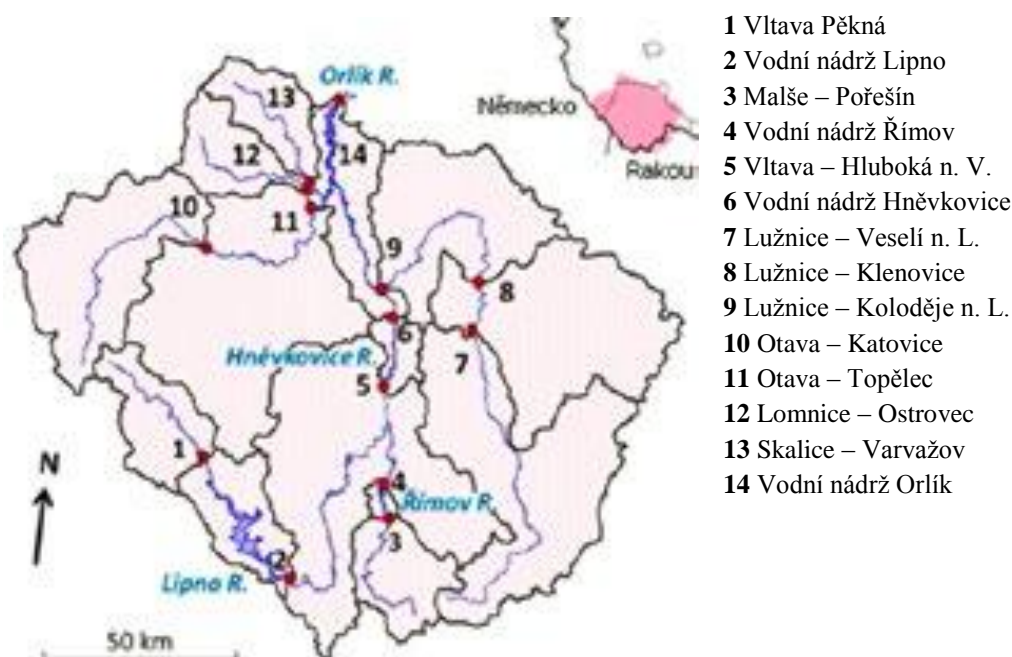 Orlík R.
13
12
14
10
11
9
8
6
Hněvkovice R.
7
5
1
N
4
Římov R.
3
2
Lipno R.
50 km
Německo
Rakous
1 Vltava Pěkná
2 Vodní nádrž Lipno
3 Malše – Pořešín
4 Vodní nádrž Římov
5 Vltava – Hluboká n. V.
6 Vodní nádrž Hněvkovice
7 Lužnice – Veselí n. L.
8 Lužnice – Klenovice
9 Lužnice – Koloděje n. L.
10 Otava – Katovice
11 Otava – Topělec
12 Lomnice – Ostrovec
13 Skalice – Varvažov
14 Vodní nádrž Orlík